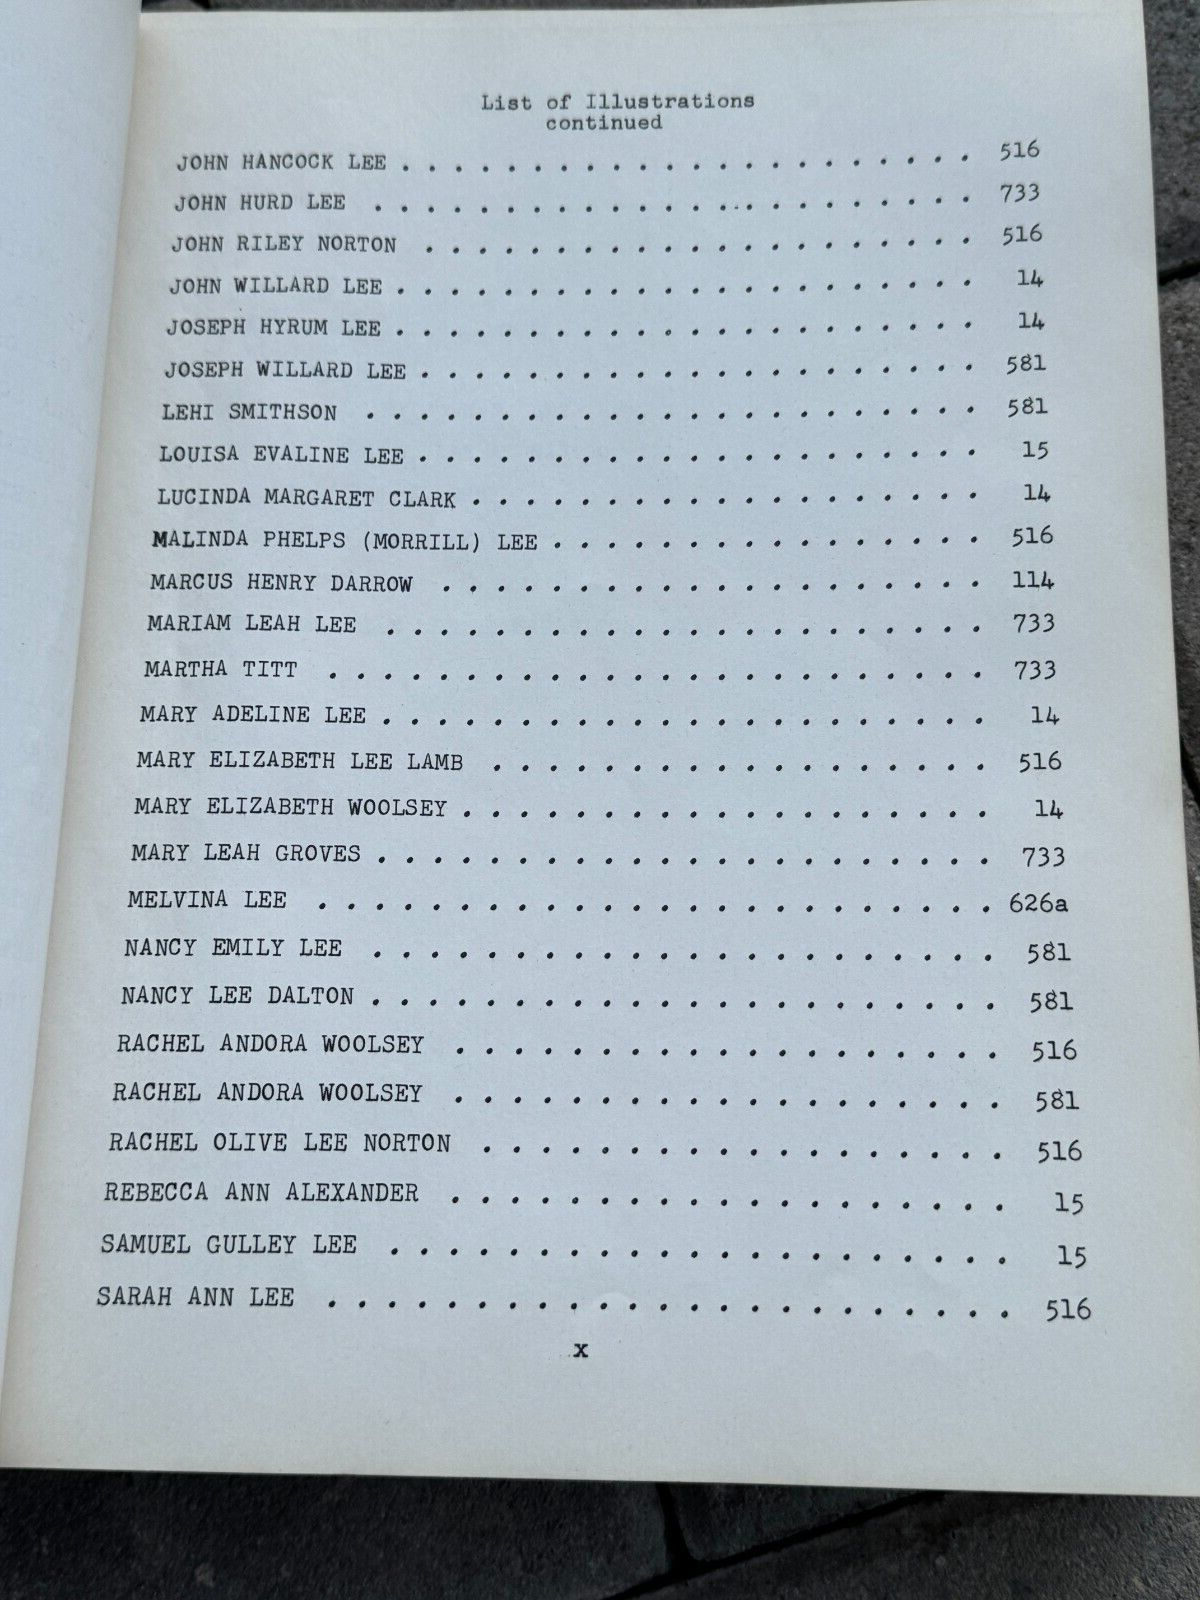 List of Illustrations
continued
JOHN HANCOCK LEE . . . . . . . . . . . . . . . . . . . . . . 516
JOHN HURD LEE . . . . . . . . . . . . . . . . . . . . . . . 733
JOHN RILEY NORTON . . . . . . . . . . . . . . . . . . . . . 516
JOHN WILLARD LEE . . . . . . . . . . . . . . . . . . . . . . 14
JOSEPH HYRUM LEE . . . . . . . . . . . . . . . . . . . . . . 14
JOSEPH WILLARD LEE . . . . . . . . . . . . . . . . . . . . . 581
LEHI SMITHSON . . . . . . . . . . . . . . . . . . . . . . . 581
LOUISA EVALINE LEE . . . . . . . . . . . . . . . . . . . . . 15
LUCINDA MARGARET CLARK . . . . . . . . . . . . . . . . . . . 14
MALINDA PHELPS (MORRILL) LEE . . . . . . . . . . . . . . . . 516
MARCUS HENRY DARROW . . . . . . . . . . . . . . . . . . . . 114
MARIAM LEAH LEE . . . . . . . . . . . . . . . . . . . . . . 733
MARTHA TITT . . . . . . . . . . . . . . . . . . . . . . . . 733
MARY ADELINE LEE . . . . . . . . . . . . . . . . . . . . . . 14
MARY ELIZABETH LEE LAMB . . . . . . . . . . . . . . . . . . 516
MARY ELIZABETH WOOLSEY . . . . . . . . . . . . . . . . . . . 14
MARY LEAH GROVES . . . . . . . . . . . . . . . . . . . . . . 733
MELVINA LEE . . . . . . . . . . . . . . . . . . . . . . . . 626a
NANCY EMILY LEE . . . . . . . . . . . . . . . . . . . . . . 581
NANCY LEE DALTON . . . . . . . . . . . . . . . . . . . . . . 581
RACHEL ANDORA WOOLSEY . . . . . . . . . . . . . . . . . . . 516
RACHEL ANDORA WOOLSEY . . . . . . . . . . . . . . . . . . . 581
RACHEL OLIVE LEE NORTON . . . . . . . . . . . . . . . . . . 516
REBECCA ANN ALEXANDER . . . . . . . . . . . . . . . . . . . 15
SAMUEL GULLEY LEE . . . . . . . . . . . . . . . . . . . . . 15
SARAH ANN LEE . . . . . . . . . . . . . . . . . . . . . . . 516
x